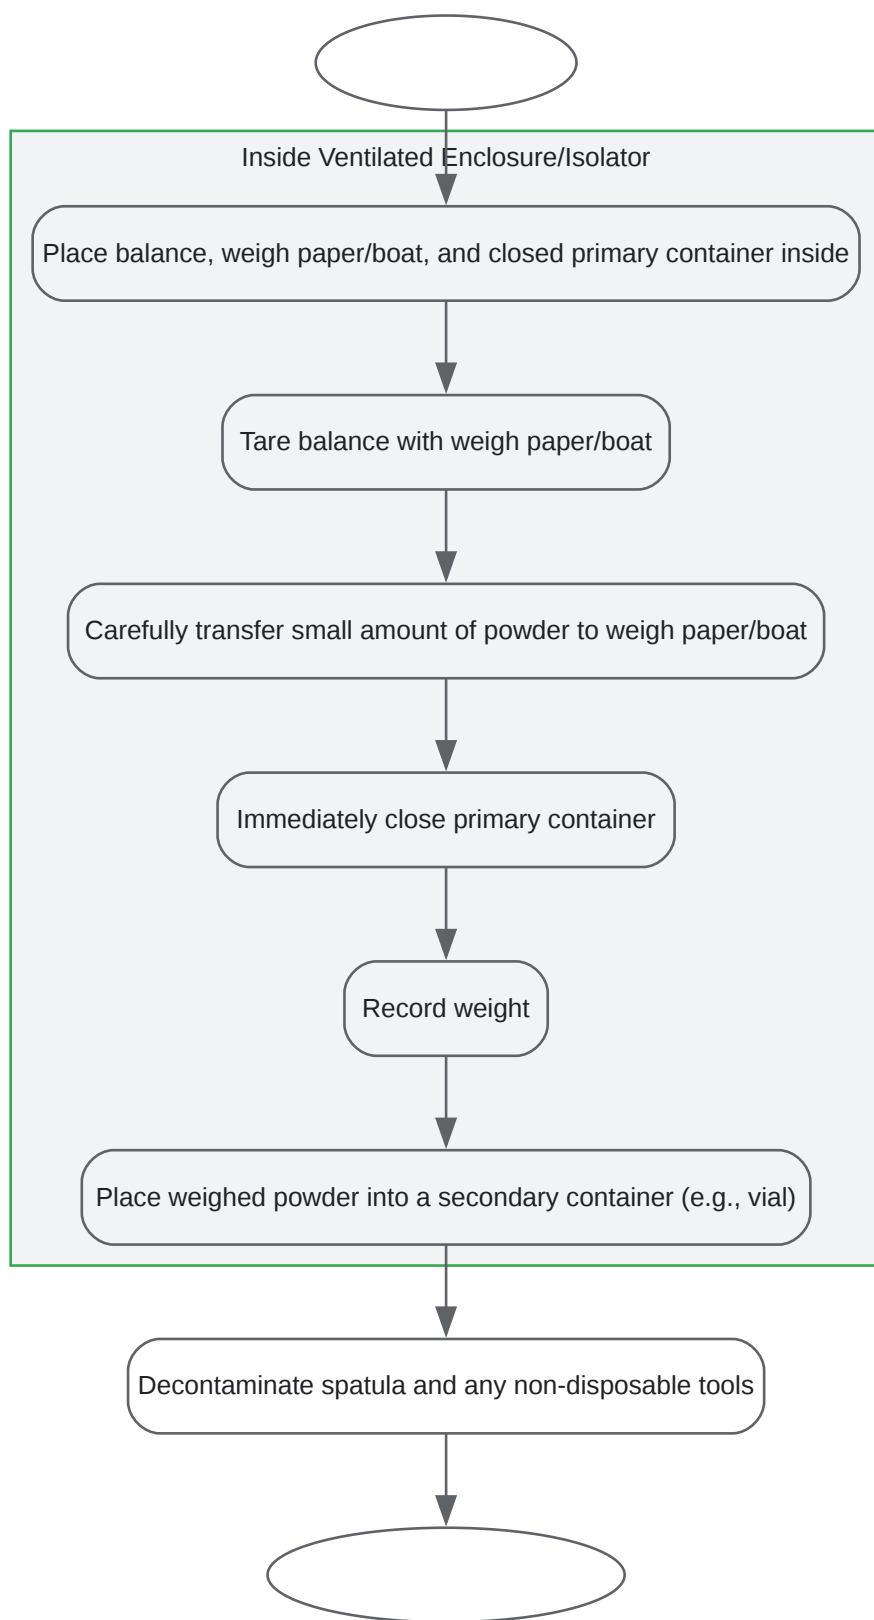 Inside Ventilated Enclosure/Isolator
Place balance, weigh paper/boat, and closed primary container inside
Tare balance with weigh paper/boat
Carefully transfer small amount of powder to weigh paper/boat
Immediately close primary container
Record weight
Place weighed powder into a secondary container (e.g., vial)
Decontaminate spatula and any non-disposable tools